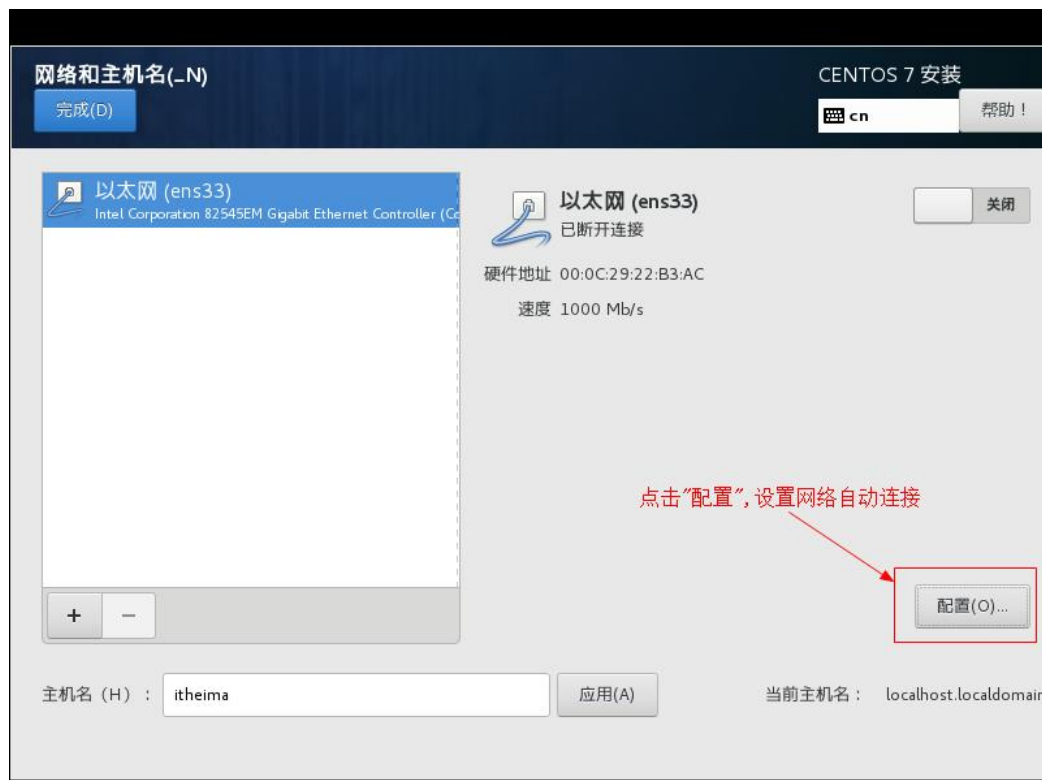 网络和主机名(_N)
CENTOS 7 安装
完成(D)
cn
帮助！
以太网 (ens33)
Intel Corporation 82545EM Gigabit Ethernet Controller (Co
以太网 (ens33)
已断开连接
关闭
硬件地址 00:0C:29:22:B3:AC
速度 1000 Mb/s
点击"配置",设置网络自动连接
配置(O)...
+ −
主机名（H）: itheima
应用(A)
当前主机名： localhost.localdomain